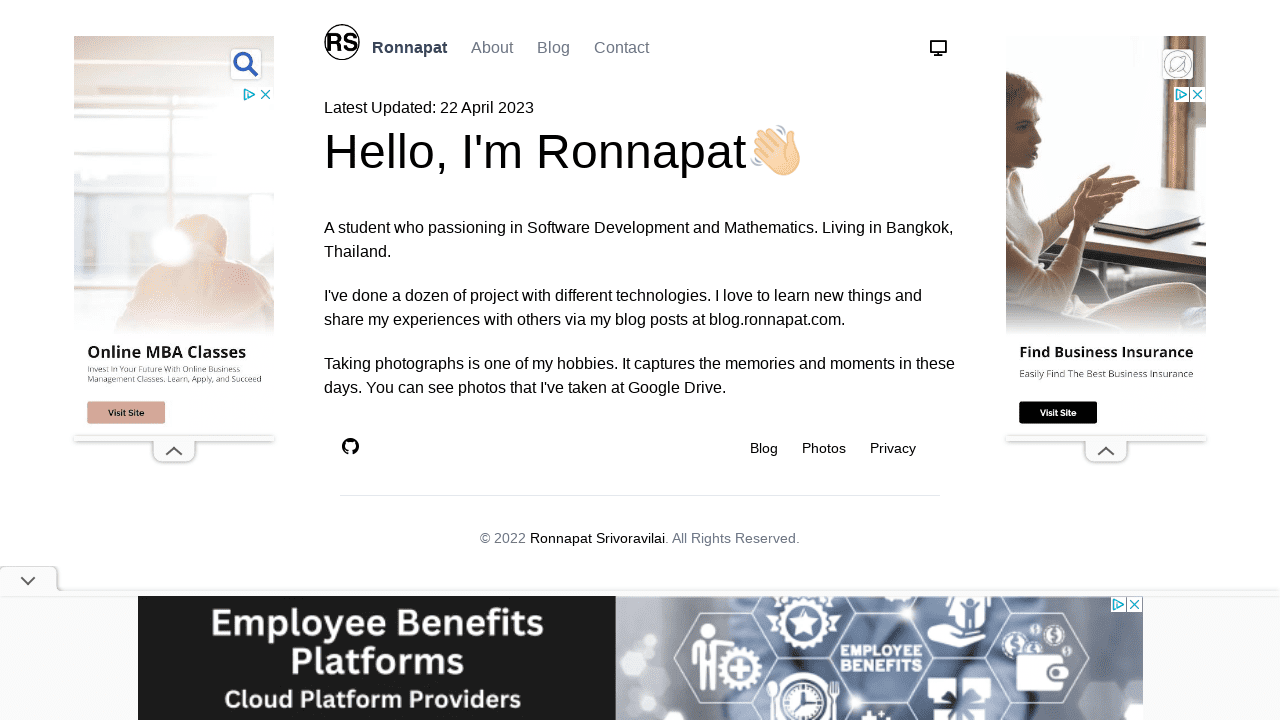 RS
Ronnapat
About
Blog
Contact
Latest Updated: 22 April 2023
Hello, I'm Ronnapat👋🏻
A student who passioning in Software Development and Mathematics. Living in Bangkok,
Thailand.
I've done a dozen of project with different technologies. I love to learn new things and
share my experiences with others via my blog posts at blog.ronnapat.com.
Taking photographs is one of my hobbies. It captures the memories and moments in these
days. You can see photos that I've taken at Google Drive.
Blog
Photos
Privacy
© 2022 Ronnapat Srivoravilai. All Rights Reserved.
Online MBA Classes
Invest In Your Future With Online Business
Management Classes. Learn, Apply, and Succeed
Visit Site
Find Business Insurance
Easily Find The Best Business Insurance
Visit Site
Employee Benefits
Platforms
Cloud Platform Providers
EMPLOYEE
BENEFITS